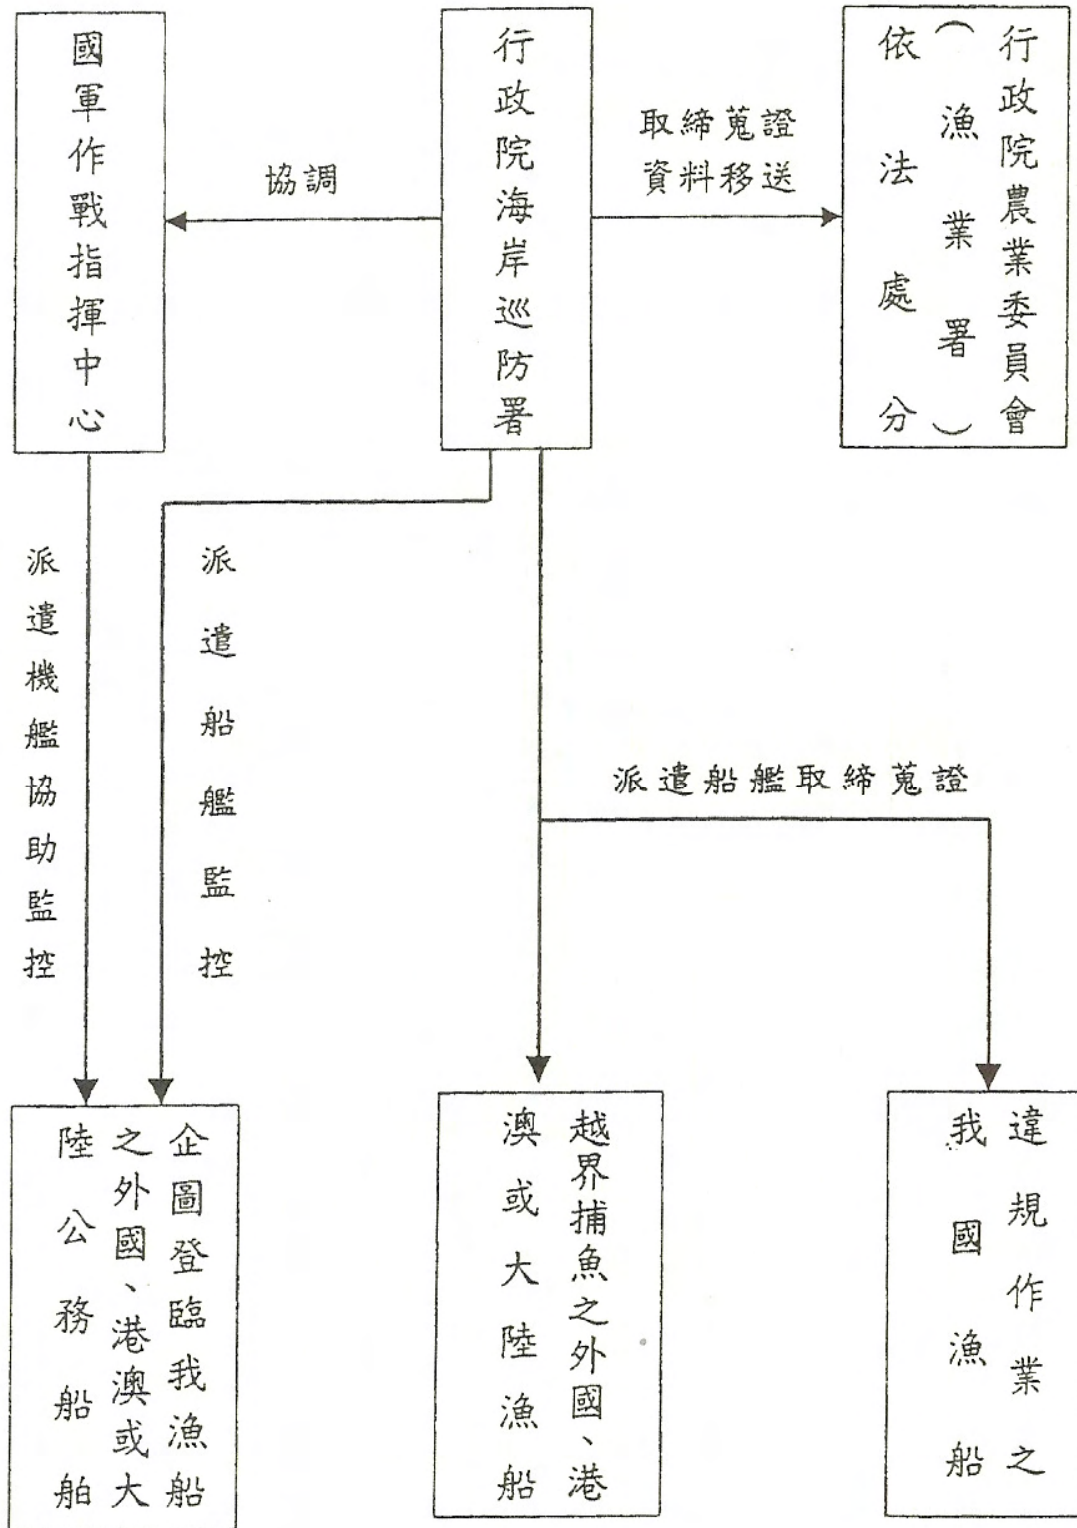 國軍作戰指揮中心
協調
行政院海岸巡防署
取締蒐證
資料移送
行政院農業委員會
（漁業署）
依法處分
派遣機艦協助監控
派遣船艦監控
派遣船艦取締蒐證
企圖登臨我漁船
之外國、港澳或大
陸公務船舶
越界捕魚之外國、港
澳或大陸漁船
違規作業之
我國漁船